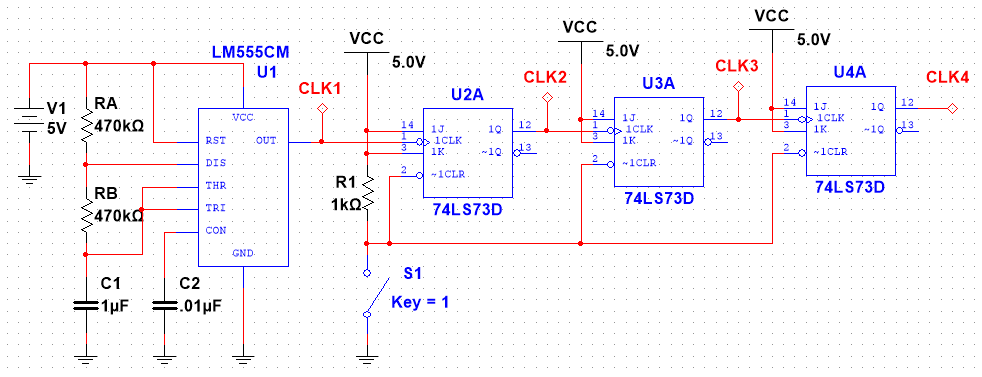 VCC
5.0V
VCC
5.0V
VCC
5.0V
LM555CM
U1
CLK1
CLK2
CLK3
CLK4
V1
5V
RA
470kΩ
RB
470kΩ
VCC
RST
OUT
DIS
THR
TRI
CON
GND
C1
1µF
C2
.01µF
U2A
14
1J
1Q
12
1
1CLK
3
1K
~1Q
13
2
~1CLR
74LS73D
U3A
14
1J
1Q
12
1
1CLK
3
1K
~1Q
13
2
~1CLR
74LS73D
U4A
14
1J
1Q
12
1
1CLK
3
1K
~1Q
13
2
~1CLR
74LS73D
R1
1kΩ
S1
Key = 1